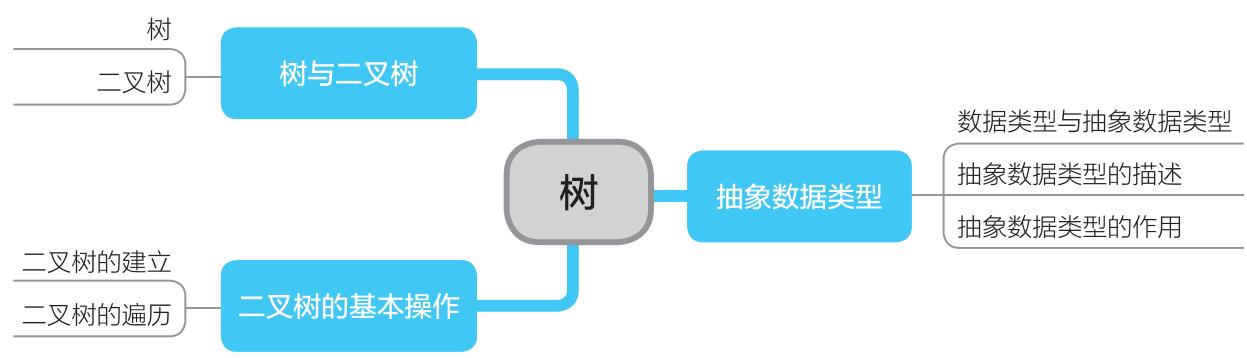 树
二叉树
树与二叉树
二叉树的建立
二叉树的遍历
二叉树的基本操作
树
抽象数据类型
数据类型与抽象数据类型
抽象数据类型的描述
抽象数据类型的作用